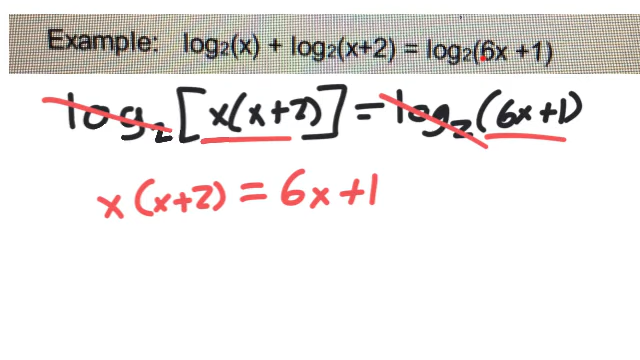 Example: log₂(x) + log₂(x+2) = log₂(6x +1)
log₂[x(x+2)] = log₂(6x+1)
x(x+2) = 6x+1